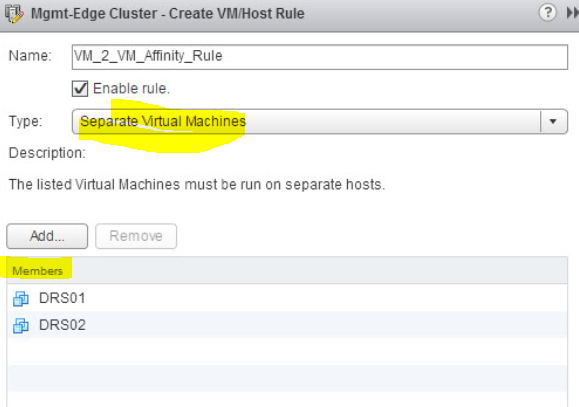 Mgmt-Edge Cluster - Create VM/Host Rule ?
Name: VM_2_VM_Affinity_Rule
Enable rule.
Type: Separate Virtual Machines
Description:
The listed Virtual Machines must be run on separate hosts.
Add... Remove
Members
DRS01
DRS02